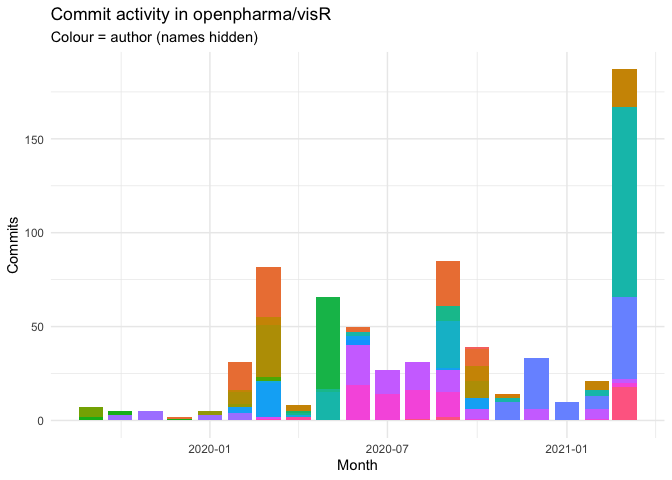 Commit activity in openpharma/visR
Colour = author (names hidden)
150
100
50
0
Commits
2020-01
2020-07
2021-01
Month